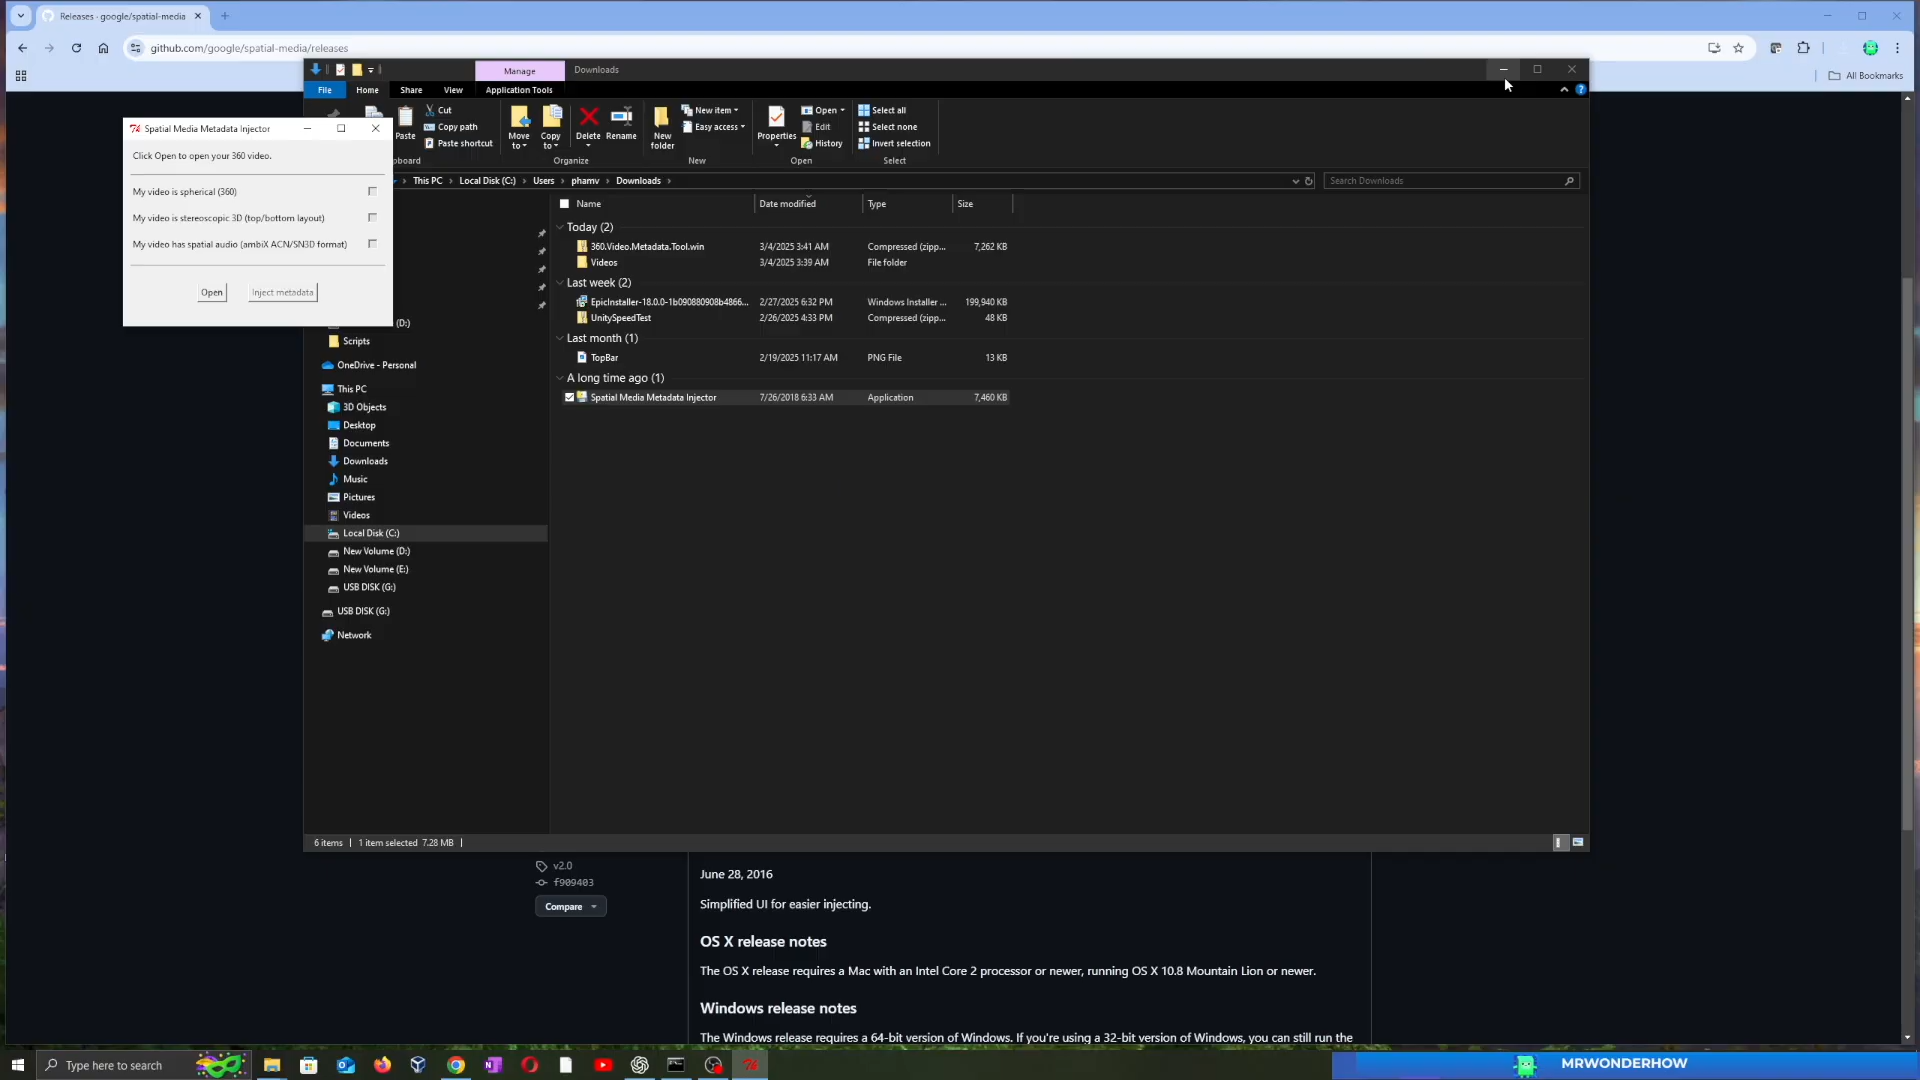 Releases · google/spatial-media
github.com/google/spatial-media/releases
All Bookmarks
Manage
Downloads
File
Home
Share
View
Application Tools
Cut
Copy path
Paste shortcut
Paste
Move to
Copy to
Delete
Rename
New folder
New item
Easy access
Properties
Open
Edit
History
Select all
Select none
Invert selection
Organize
New
Open
Select
This PC
Local Disk (C:)
Users
phamv
Downloads
Search Downloads
Spatial Media Metadata Injector
Click Open to open your 360 video.
My video is spherical (360)
My video is stereoscopic 3D (top/bottom layout)
My video has spatial audio (ambiX ACN/SN3D format)
Open
Inject metadata
(D:)
Scripts
OneDrive - Personal
This PC
3D Objects
Desktop
Documents
Downloads
Music
Pictures
Videos
Local Disk (C:)
New Volume (D:)
New Volume (E:)
USB DISK (G:)
USB DISK (G:)
Network
Name Date modified Type Size
Today (2)
360.Video.Metadata.Tool.win 3/4/2025 3:41 AM Compressed (zipp... 7,262 KB
Videos 3/4/2025 3:39 AM File folder
Last week (2)
EpicInstaller-18.0.0-1b090880908b4866... 2/27/2025 6:32 PM Windows Installer ... 199,940 KB
UnitySpeedTest 2/26/2025 4:33 PM Compressed (zipp... 48 KB
Last month (1)
TopBar 2/19/2025 11:17 AM PNG File 13 KB
A long time ago (1)
Spatial Media Metadata Injector 7/26/2018 6:33 AM Application 7,460 KB
6 items
1 item selected 7.28 MB
v2.0
f909403
Compare
June 28, 2016
Simplified UI for easier injecting.
OS X release notes
The OS X release requires a Mac with an Intel Core 2 processor or newer, running OS X 10.8 Mountain Lion or newer.
Windows release notes
The Windows release requires a 64-bit version of Windows. If you're using a 32-bit version of Windows, you can still run the
Type here to search
MRWONDERHOW